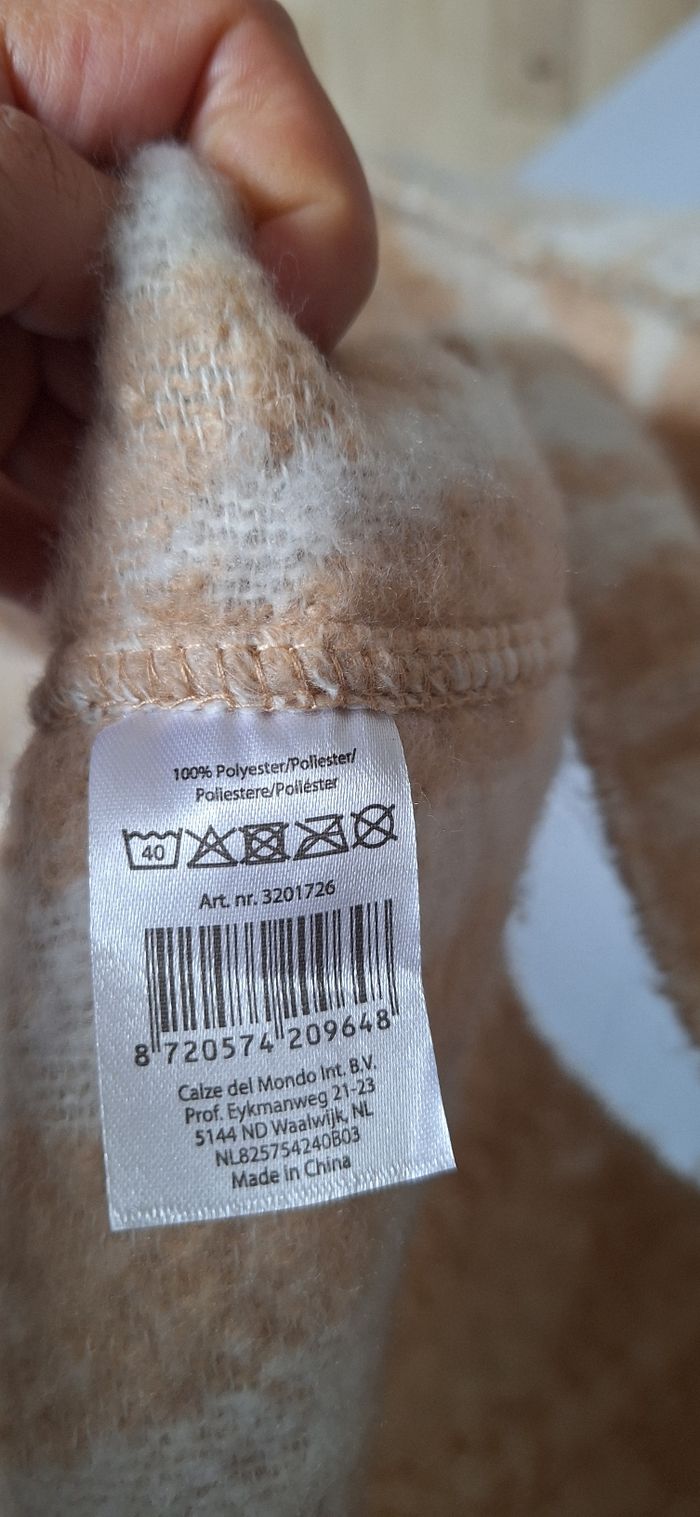 100% Polyester/Poliester/
Poliestere/Poliéster
40
Art. nr. 3201726
8 720574 209648
Calze del Mondo Int. B.V.
Prof. Eykmanweg 21-23
5144 ND Waalwijk, NL
NL825754240B03
Made in China